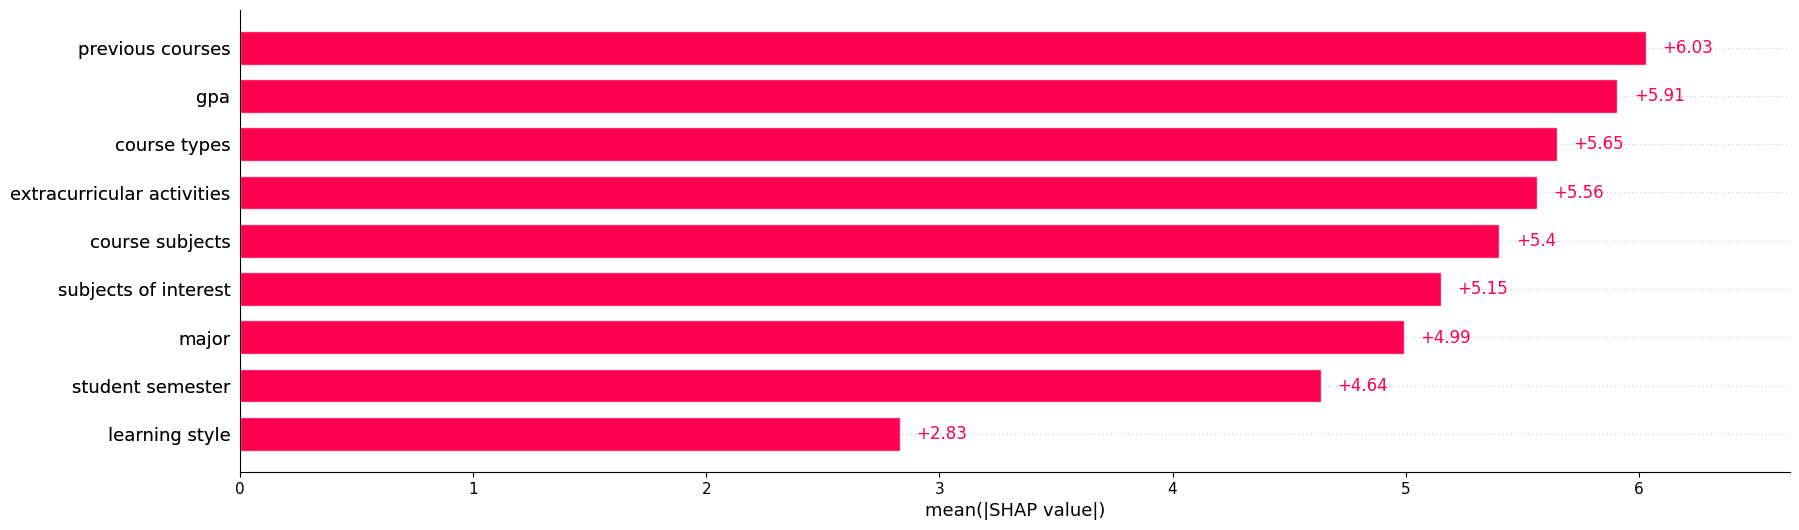 previous courses +6.03
gpa +5.91
course types +5.65
extracurricular activities +5.56
course subjects +5.4
subjects of interest +5.15
major +4.99
student semester +4.64
learning style +2.83
0 1 2 3 4 5 6
mean(|SHAP value|)